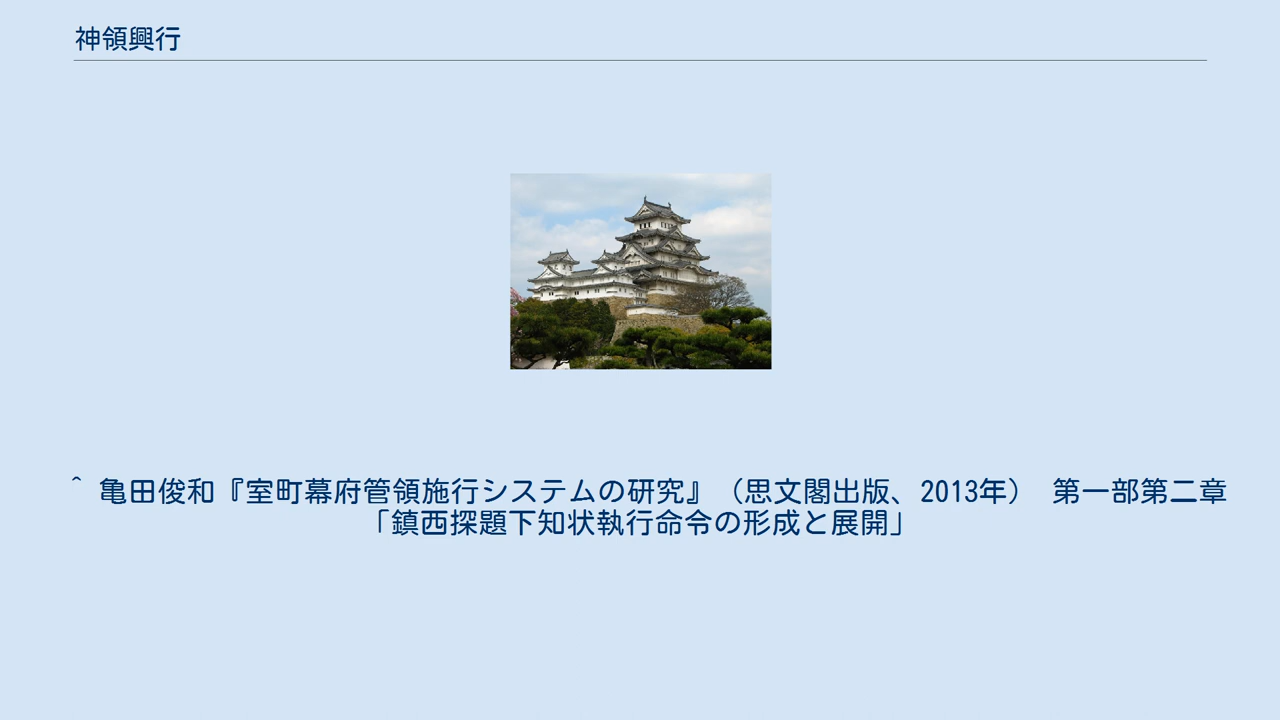 神領興行
^ 亀田俊和『室町幕府管領施行システムの研究』（思文閣出版、2013年） 第一部第二章
「鎮西探題下知状執行命令の形成と展開」